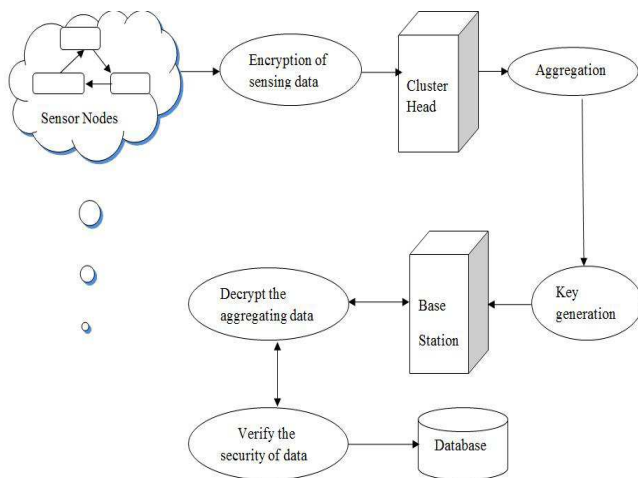 Encryption of
sensing data
Cluster
Head
Aggregation
Sensor Nodes
Decrypt the
aggregating data
Base
Station
Key
generation
Verify the
security of data
Database